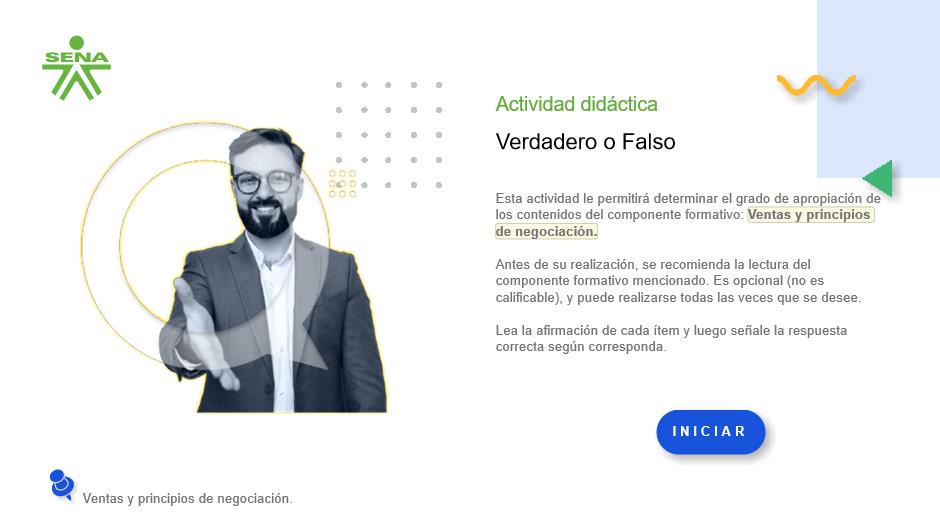 SENA
Actividad didáctica
Verdadero o Falso
Esta actividad le permitirá determinar el grado de apropiación de
los contenidos del componente formativo: Ventas y principios
de negociación.
Antes de su realización, se recomienda la lectura del
componente formativo mencionado. Es opcional (no es
calificable), y puede realizarse todas las veces que se desee.
Lea la afirmación de cada ítem y luego señale la respuesta
correcta según corresponda.
INICIAR
Ventas y principios de negociación.